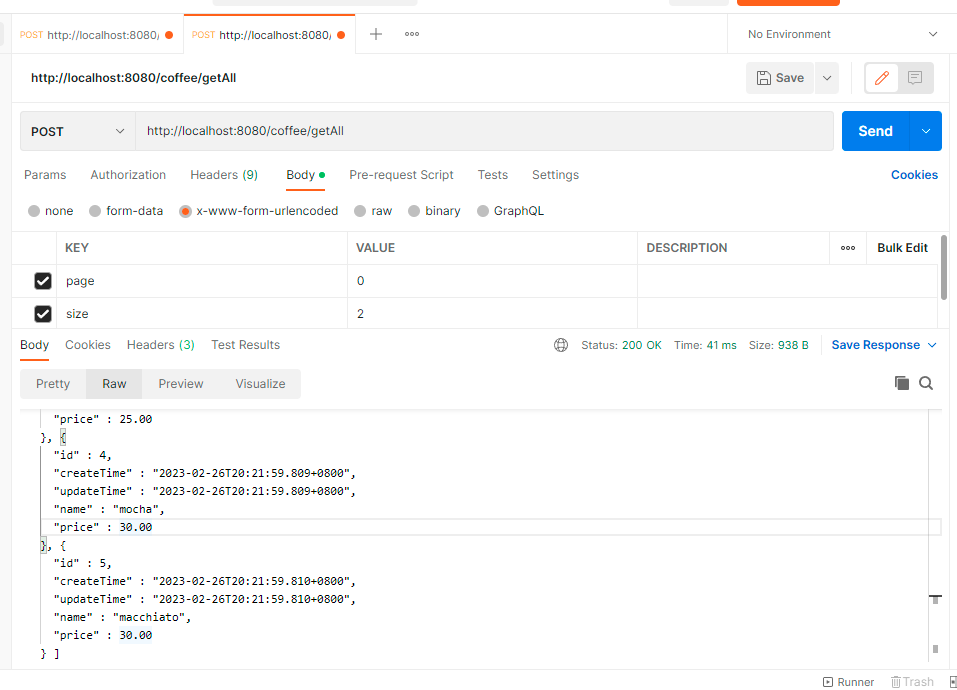 POST http://localhost:8080/ POST http://localhost:8080/ No Environment
http://localhost:8080/coffee/getAll Save
POST http://localhost:8080/coffee/getAll Send
Params Authorization Headers (9) Body Pre-request Script Tests Settings Cookies
none form-data x-www-form-urlencoded raw binary GraphQL
KEY VALUE DESCRIPTION Bulk Edit
page 0
size 2
Body Cookies Headers (3) Test Results Status: 200 OK Time: 41 ms Size: 938 B Save Response
Pretty Raw Preview Visualize
"price" : 25.00
}, {
"id" : 4,
"createTime" : "2023-02-26T20:21:59.809+0800",
"updateTime" : "2023-02-26T20:21:59.809+0800",
"name" : "mocha",
"price" : 30.00
}, {
"id" : 5,
"createTime" : "2023-02-26T20:21:59.810+0800",
"updateTime" : "2023-02-26T20:21:59.810+0800",
"name" : "macchiato",
"price" : 30.00
} ]
Runner Trash